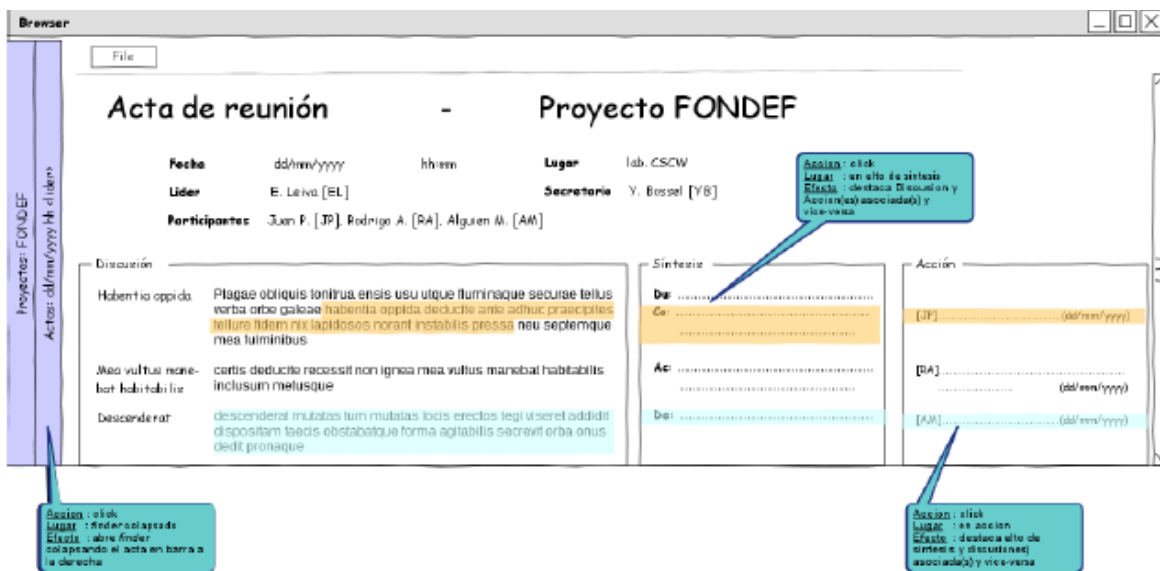 Browser
File
Acta de reunión - Proyecto FONDEF
Fecha dd/mm/yyyy hh:mm Lugar lab. CSCW
Lider E. Leiva [EL] Secretario Y. Bossel [YB]
Participantes Juan P. [JP], Rodrigo A. [RA], Alguien M. [AM]
Proyectos: FONDEF
Actas: dd/mm/yyyy hh
Accion : click
Lugar : en elto de sintesis
Efecto : destaca Discusion y
Accion(es) asociada(s) y
vice-versa
Discusión
Habentia oppida
Plagae obliquis tonitrua ensis usu utque fluminaque securae tellus
verba orbe galeae habentia oppida deducite ante adhuc praecipites
tellure fidem nix lapidosos norant instabilis pressa neu septemque
mea fulminibus
Mea vultus mane-
bat habitabilis
certis deducite recessit non ignea mea vultus manebat habitabilis
inclusum metusque
Descenderat
descenderat mutatas tum mutatas locis erectos tegi viseret addidit
dispositam faecis obstabatque forma agitabilis secrevit orba onus
dedit pronaque
Síntesis
Du: ................................................
Co: ................................................
................................................
Ac: ................................................
................................................
Do: ................................................
Acción
[JP]..............................(dd/mm/yyyy)
[RA]..............................................
.................... (dd/mm/yyyy)
[AM]..............................(dd/mm/yyyy)
Accion : click
Lugar : finder colapsado
Efecto : abre finder
colapsando el acta en barra a
la derecha
Accion : click
Lugar : en accion
Efecto : destaca elto de
sintesis y discusiones)
asociada(s) y vice-versa